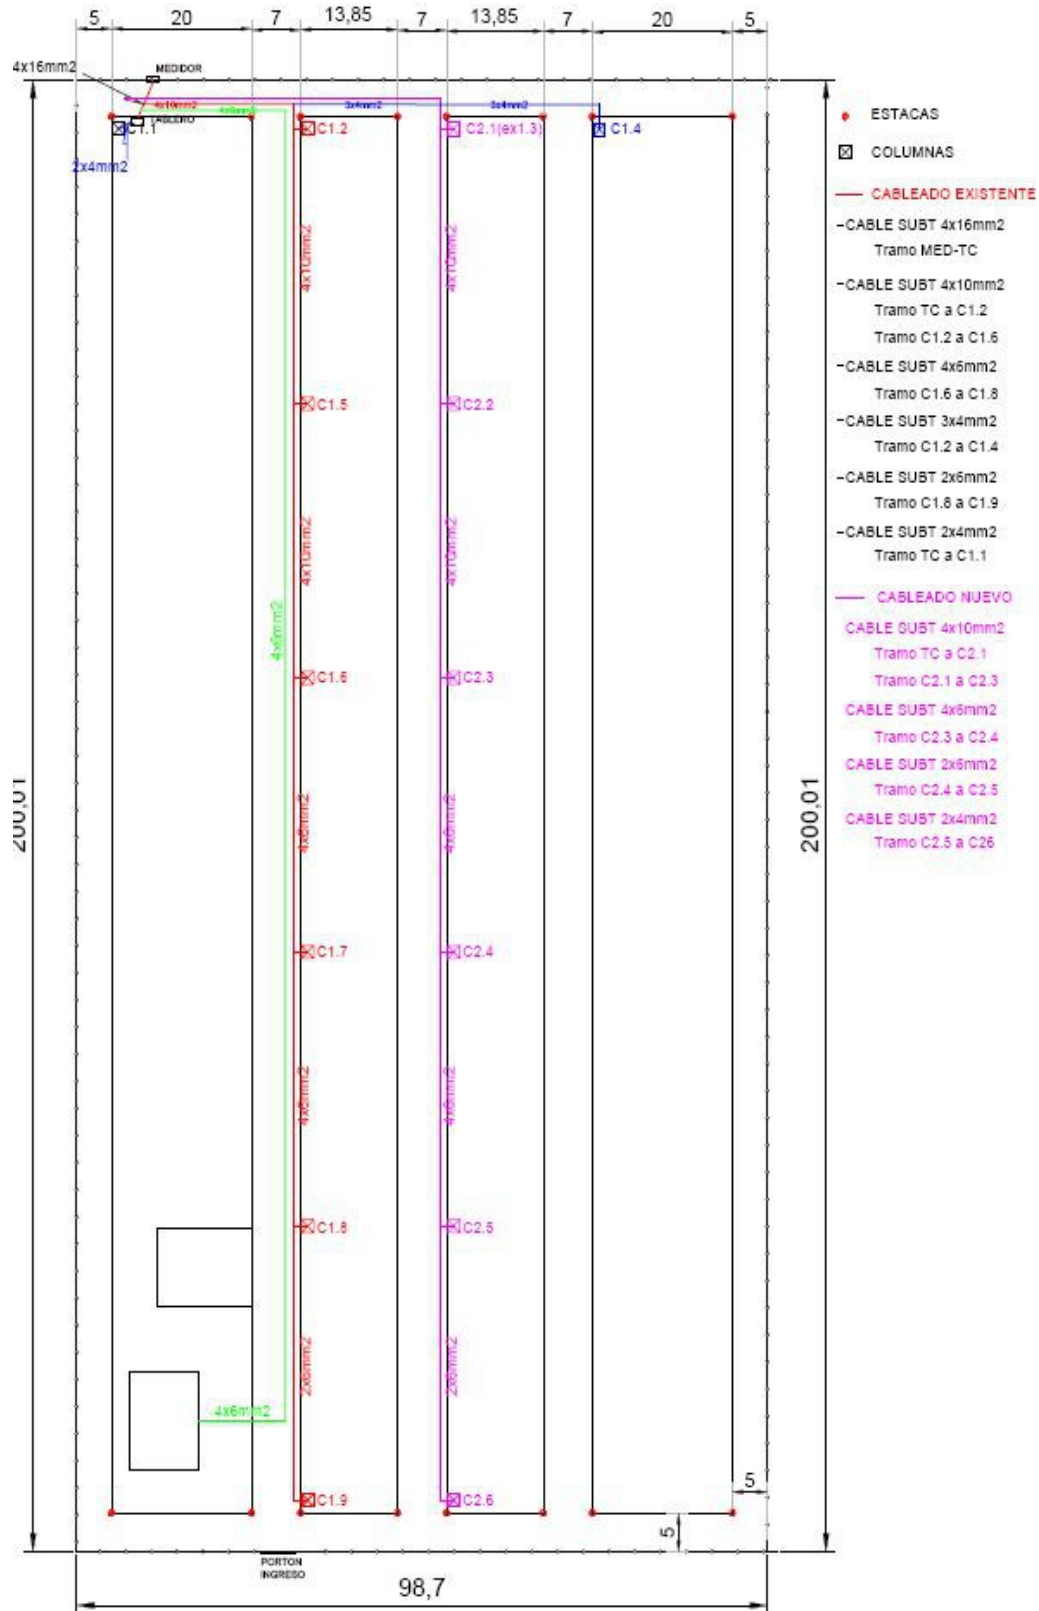 5 20 7 13,85 7 13,85 7 20 5
4x16mm2
MEDIDOR
4x10mm2
3x4mm2
3x4mm2
TABLERO
C1.1
C1.2
C2.1(ex1.3)
C1.4
2x4mm2
4x10mm2
4x10mm2
C1.5
C2.2
4x10mm2
4x10mm2
4x6mm2
C1.6
C2.3
200,01
200,01
4x6mm2
4x6mm2
C1.7
C2.4
4x6mm2
4x6mm2
C1.8
C2.5
2x6mm2
2x6mm2
4x6mm2
C1.9
C2.6
5
5
PORTON
INGRESO
98,7
ESTACAS
COLUMNAS
CABLEADO EXISTENTE
-CABLE SUBT 4x16mm2
Tramo MED-TC
-CABLE SUBT 4x10mm2
Tramo TC a C1.2
Tramo C1.2 a C1.6
-CABLE SUBT 4x6mm2
Tramo C1.6 a C1.8
-CABLE SUBT 3x4mm2
Tramo C1.2 a C1.4
-CABLE SUBT 2x6mm2
Tramo C1.8 a C1.9
-CABLE SUBT 2x4mm2
Tramo TC a C1.1
CABLEADO NUEVO
CABLE SUBT 4x10mm2
Tramo TC a C2.1
Tramo C2.1 a C2.3
CABLE SUBT 4x6mm2
Tramo C2.3 a C2.4
CABLE SUBT 2x6mm2
Tramo C2.4 a C2.5
CABLE SUBT 2x4mm2
Tramo C2.5 a C26